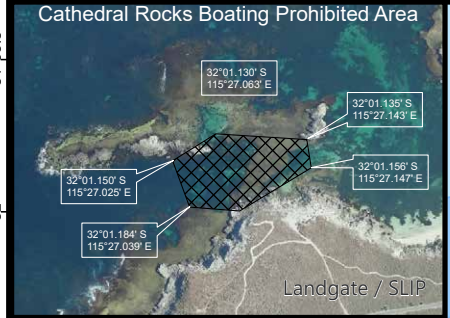 Cathedral Rocks Boating Prohibited Area
32°01.130' S
115°27.063' E
32°01.135' S
115°27.143' E
32°01.150' S
115°27.025' E
32°01.156' S
115°27.147' E
32°01.184' S
115°27.039' E
Landgate / SLIP